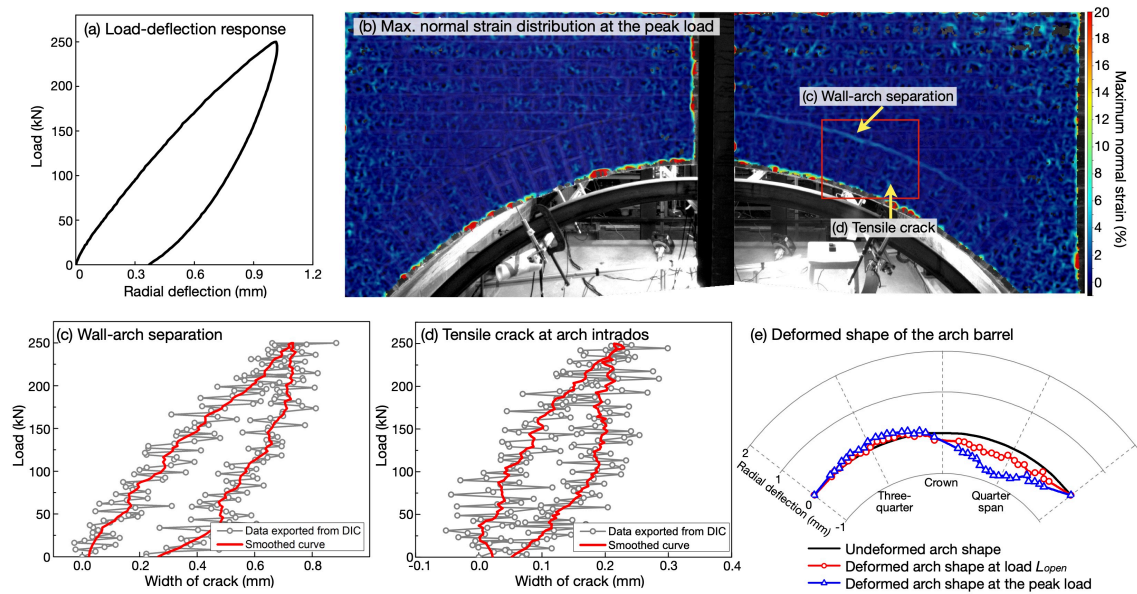 (a) Load-deflection response
250
200
150
100
50
0
Load (kN)
0 0.3 0.6 0.9 1.2
Radial deflection (mm)
(b) Max. normal strain distribution at the peak load
(c) Wall-arch separation
(d) Tensile crack
20
18
16
14
12
10
8
6
4
2
0
Maximum normal strain (%)
(c) Wall-arch separation
250
200
150
100
50
0
Load (kN)
Data exported from DIC
Smoothed curve
0.0 0.2 0.4 0.6 0.8
Width of crack (mm)
(d) Tensile crack at arch intrados
250
200
150
100
50
0
Load (kN)
Data exported from DIC
Smoothed curve
-0.1 0.0 0.1 0.2 0.3 0.4
Width of crack (mm)
(e) Deformed shape of the arch barrel
2
1
0
-1
Radial deflection (mm)
Three-
quarter
Crown
Quarter
span
Undeformed arch shape
Deformed arch shape at load Lopen
Deformed arch shape at the peak load